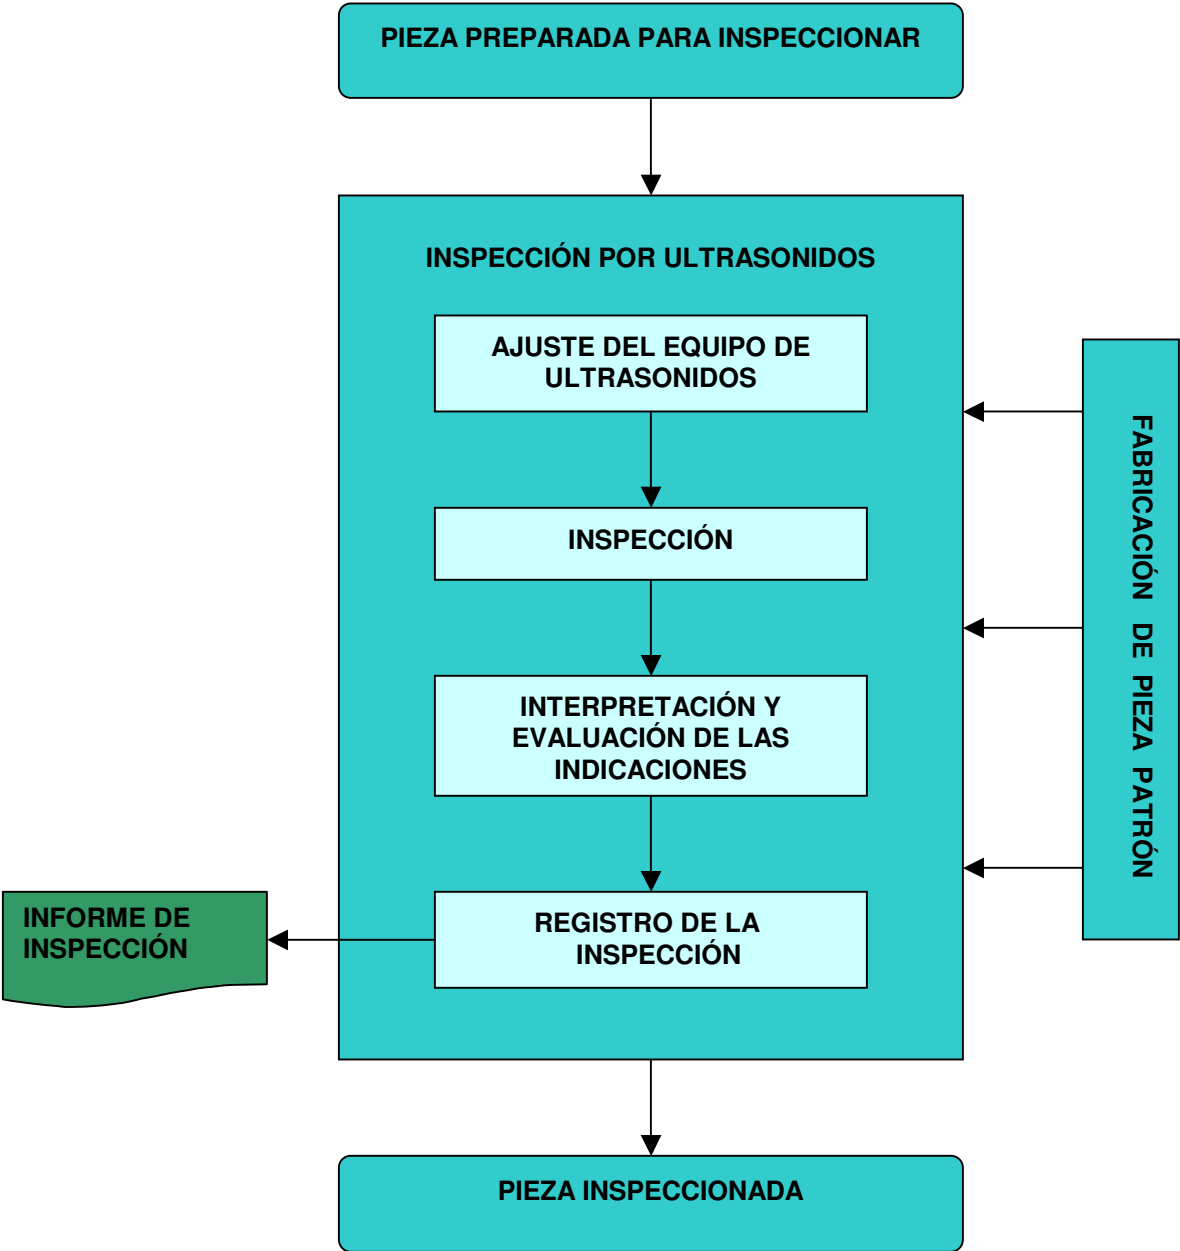 PIEZA PREPARADA PARA INSPECCIONAR
INSPECCIÓN POR ULTRASONIDOS
AJUSTE DEL EQUIPO DE
ULTRASONIDOS
INSPECCIÓN
INTERPRETACIÓN Y
EVALUACIÓN DE LAS
INDICACIONES
REGISTRO DE LA
INSPECCIÓN
FABRICACIÓN DE PIEZA PATRÓN
INFORME DE
INSPECCIÓN
PIEZA INSPECCIONADA